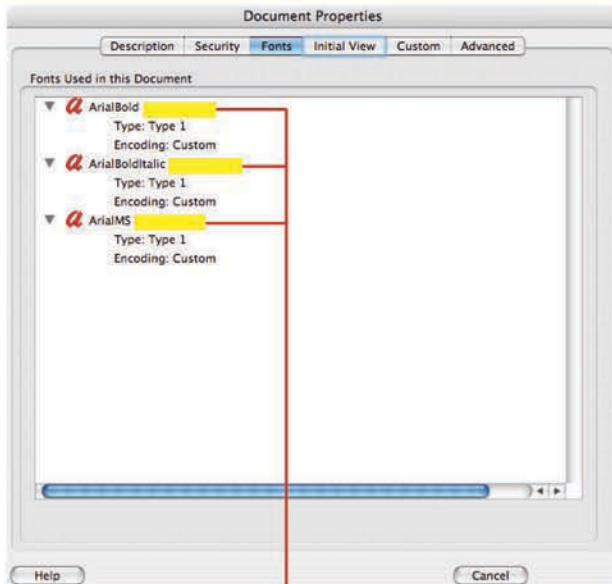 Document Properties
Description Security Fonts Initial View Custom Advanced
Fonts Used in this Document
ArialBold
Type: Type 1
Encoding: Custom
ArialBoldItalic
Type: Type 1
Encoding: Custom
ArialMS
Type: Type 1
Encoding: Custom
Help Cancel